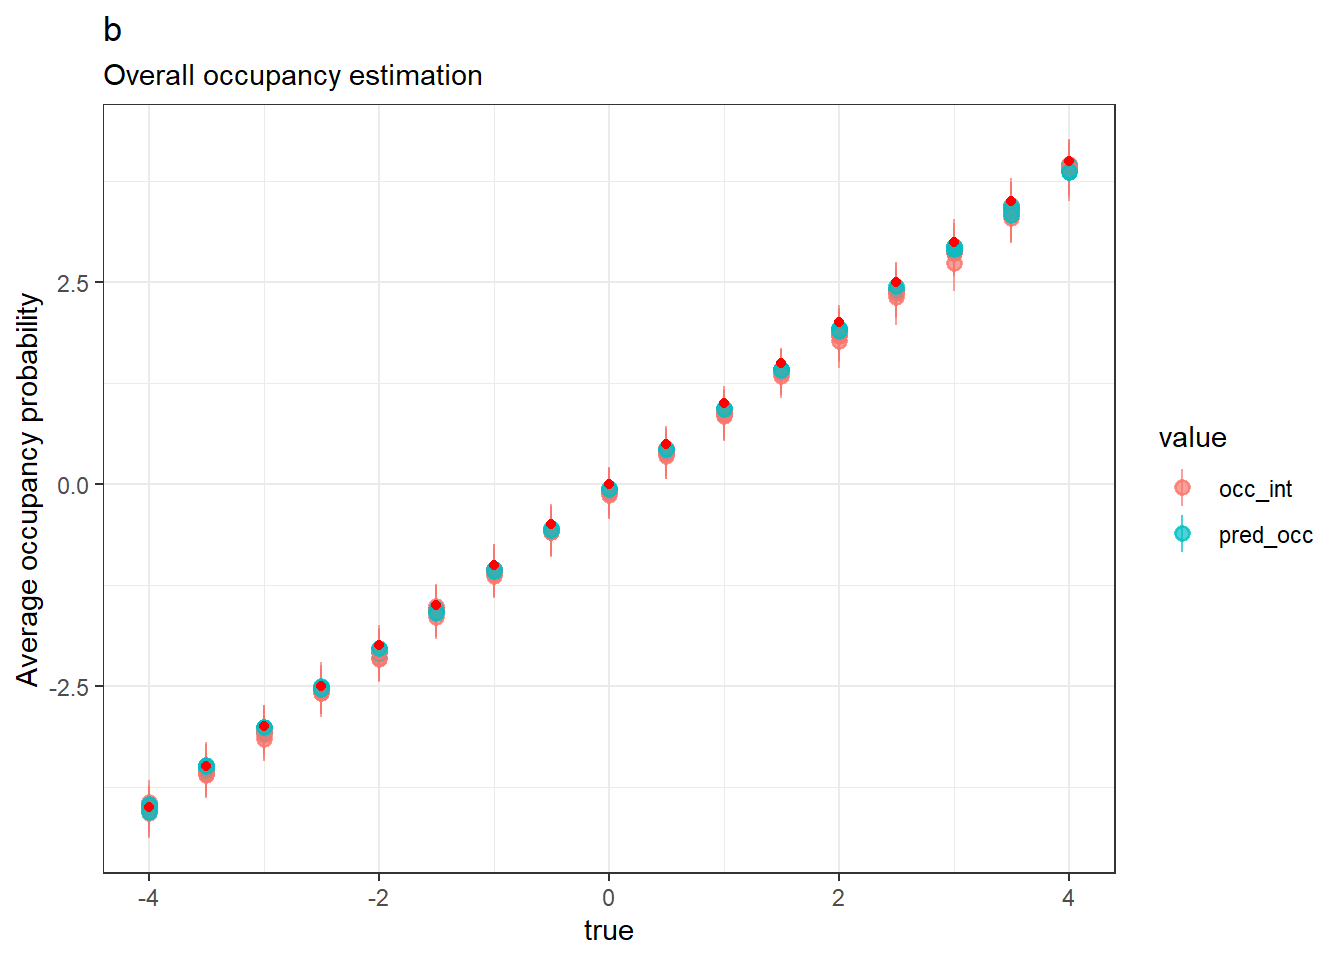 b
Overall occupancy estimation
Average occupancy probability
2.5
0.0
-2.5
-4
-2
0
2
4
true
value
occ_int
pred_occ